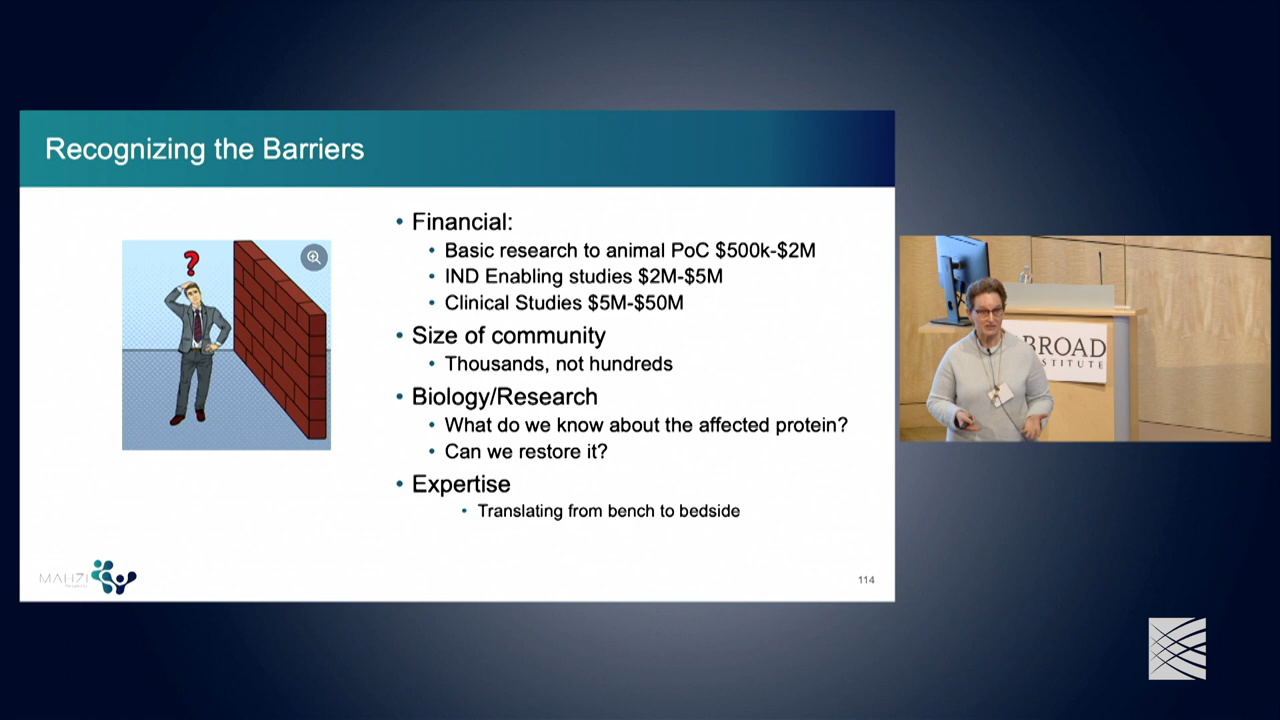 Recognizing the Barriers
?
• Financial:
• Basic research to animal PoC $500k-$2M
• IND Enabling studies $2M-$5M
• Clinical Studies $5M-$50M
• Size of community
• Thousands, not hundreds
• Biology/Research
• What do we know about the affected protein?
• Can we restore it?
• Expertise
• Translating from bench to bedside
MAHZI
114
BROAD
STITUTE